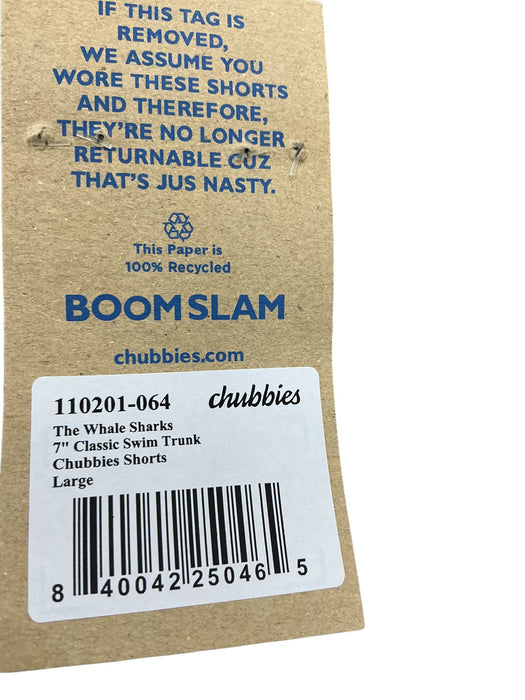 IF THIS TAG IS
REMOVED,
WE ASSUME YOU
WORE THESE SHORTS
AND THEREFORE,
THEY'RE NO LONGER
RETURNABLE CUZ
THAT'S JUS NASTY.
This Paper is
100% Recycled
BOOMSLAM
chubbies.com
110201-064 chubbies
The Whale Sharks
7" Classic Swim Trunk
Chubbies Shorts
Large
8 40042 25046 5